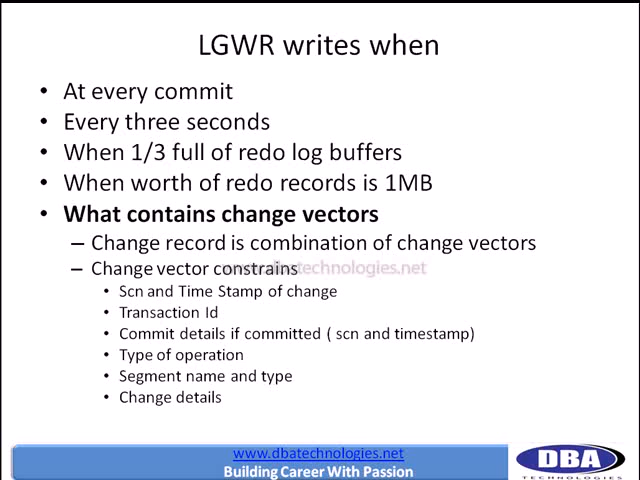 LGWR writes when
• At every commit
• Every three seconds
• When 1/3 full of redo log buffers
• When worth of redo records is 1MB
• What contains change vectors
– Change record is combination of change vectors
– Change vector constrains
www.dbatechnologies.net
• Scn and Time Stamp of change
• Transaction Id
• Commit details if committed ( scn and timestamp)
• Type of operation
• Segment name and type
• Change details
www.dbatechnologies.net
Building Career With Passion
DBA
TECHNOLOGIES